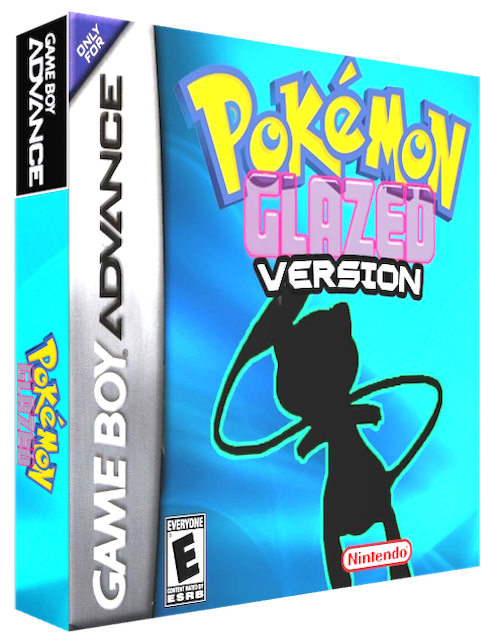 GAME BOY
ADVANCE
POKéMON
GLAZED
ONLY
FOR
GAME BOY ADVANCE
POKéMON
GLAZED
VERSION
EVERYONE
E
CONTENT RATED BY
ESRB
Nintendo